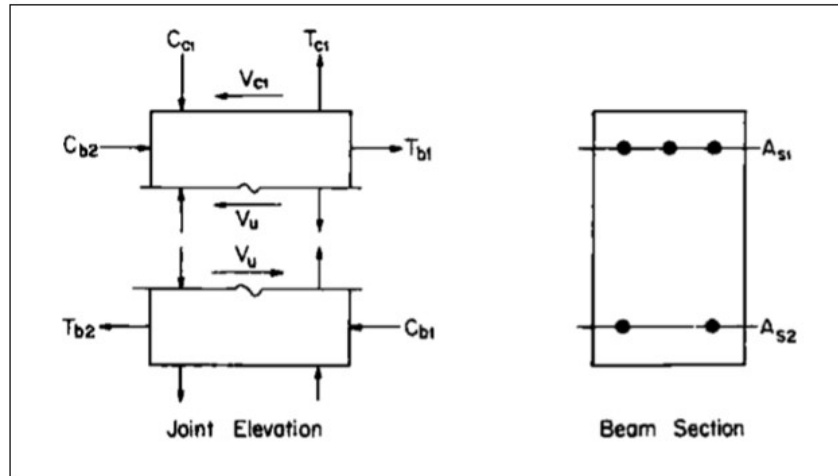 Cc1
Tc1
Vc1
Cb2
Tb1
Vu
Vu
Tb2
Cb1
Joint Elevation
As1
As2
Beam Section